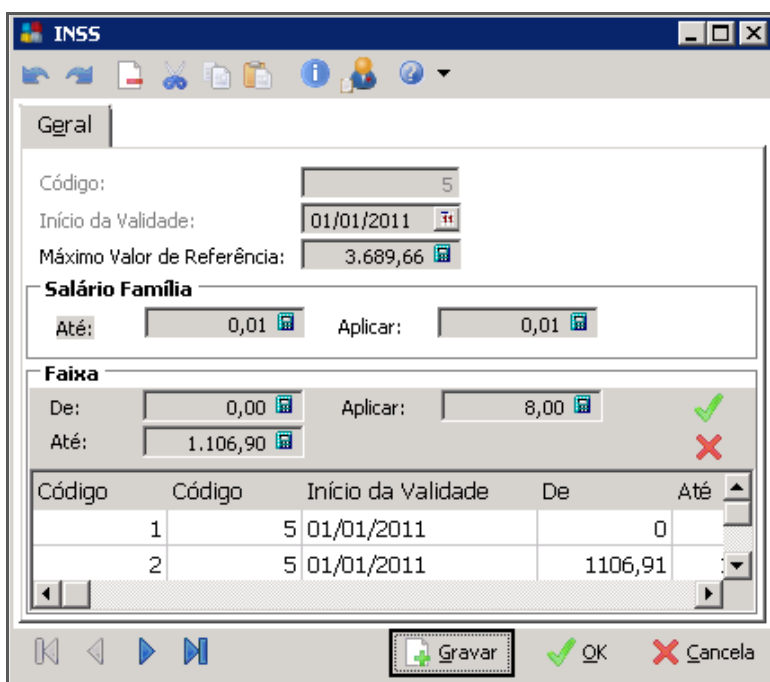 INSS
Geral
Código: 5
Início da Validade: 01/01/2011
Máximo Valor de Referência: 3.689,66
Salário Família
Até: 0,01 Aplicar: 0,01
Faixa
De: 0,00 Aplicar: 8,00
Até: 1.106,90
Código Código Início da Validade De Até
1 5 01/01/2011 0
2 5 01/01/2011 1106,91
Gravar OK Cancela